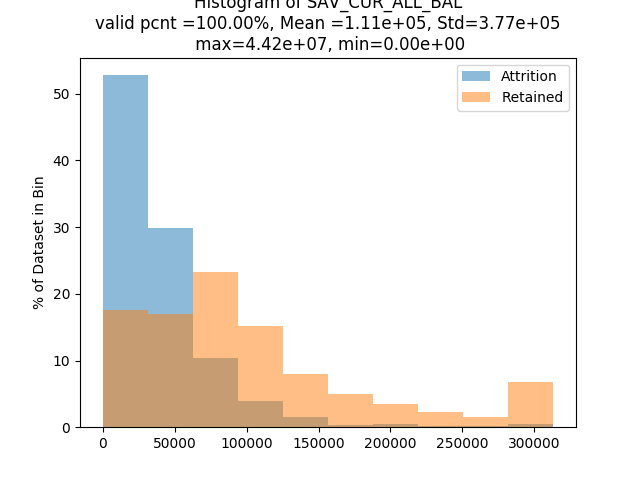 Histogram of SAV_CUR_ALL_BAL
valid pcnt =100.00%, Mean =1.11e+05, Std=3.77e+05
max=4.42e+07, min=0.00e+00
Attrition
Retained
% of Dataset in Bin
50
40
30
20
10
0
0 50000 100000 150000 200000 250000 300000